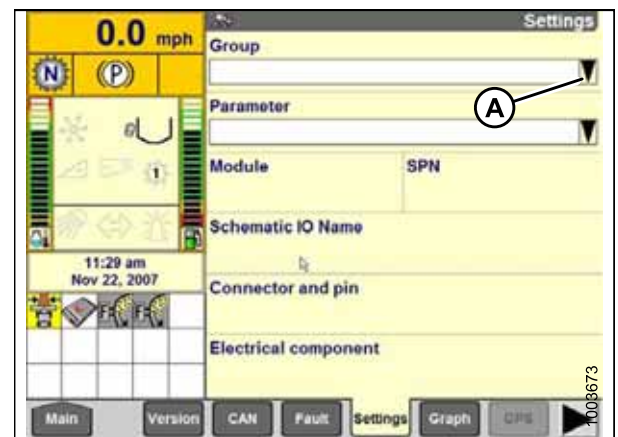 0.0 mph
Settings
Group
N
(P)
A
Parameter
1
Module
SPN
Schematic IO Name
11:29 am
Nov 22, 2007
Connector and pin
Electrical component
Main
Version
CAN
Fault
Settings
Graph
GPS
1003673